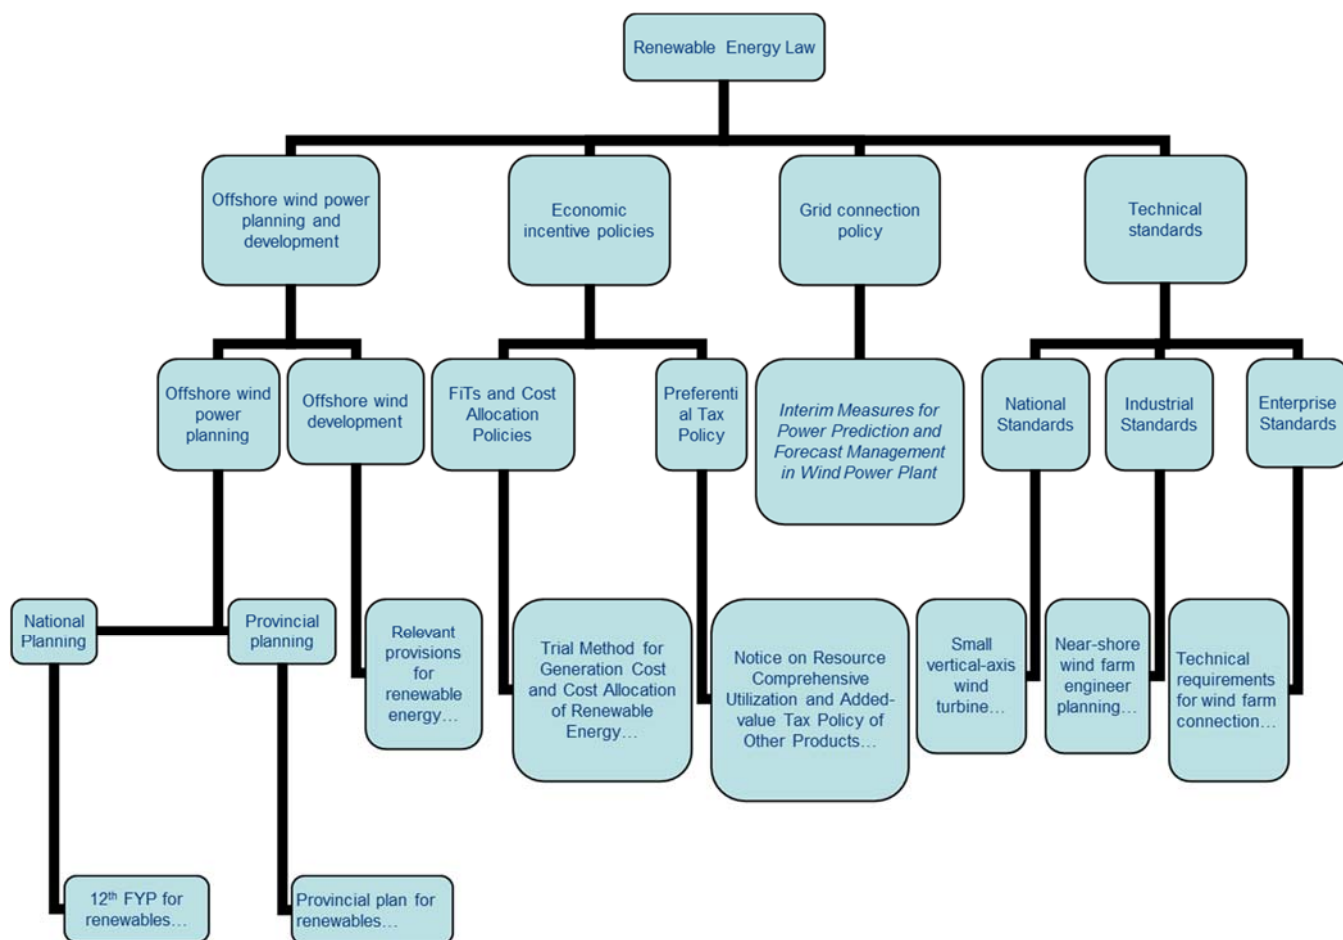 Renewable Energy Law
Offshore wind power
planning and
development
Economic
incentive policies
Grid connection
policy
Technical
standards
Offshore wind
power
planning
Offshore wind
development
FiTs and Cost
Allocation
Policies
Preferenti
al Tax
Policy
Interim Measures for
Power Prediction and
Forecast Management
in Wind Power Plant
National
Standards
Industrial
Standards
Enterprise
Standards
National
Planning
Provincial
planning
Relevant
provisions
for
renewable
energy…
Trial Method for
Generation Cost
and Cost Allocation
of Renewable
Energy…
Notice on Resource
Comprehensive
Utilization and Added-
value Tax Policy of
Other Products…
Small
vertical-axis
wind
turbine…
Near-shore
wind farm
engineer
planning…
Technical
requirements
for wind farm
connection…
12th FYP for
renewables…
Provincial plan for
renewables…